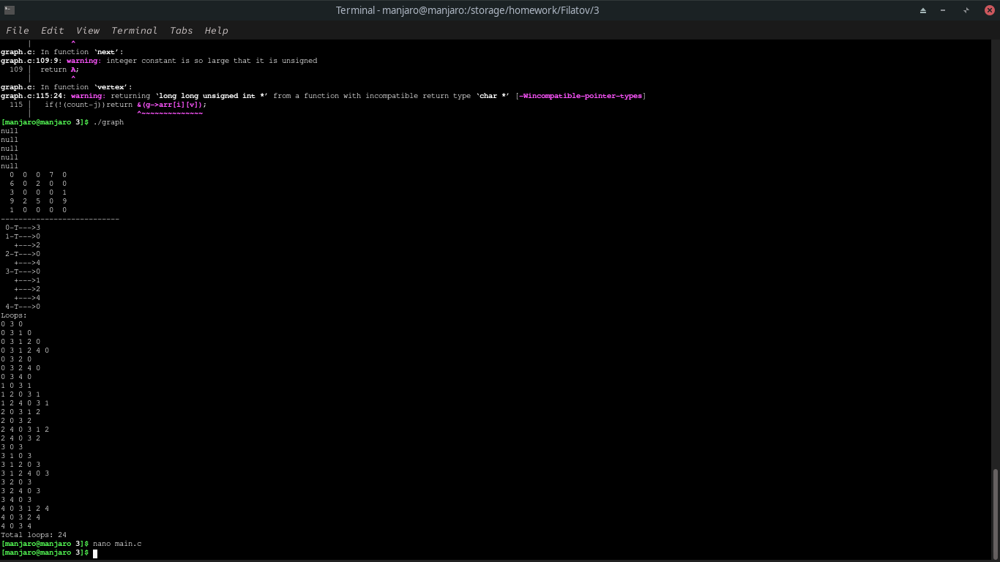 Terminal - manjaro@manjaro:/storage/homework/Filatov/3
File Edit View Terminal Tabs Help
| ^
graph.c: In function ‘next’:
graph.c:109:9: warning: integer constant is so large that it is unsigned
109 | return A;
| ^
graph.c: In function ‘vertex’:
graph.c:115:24: warning: returning ‘long long unsigned int *’ from a function with incompatible return type ‘char *’ [-Wincompatible-pointer-types]
115 | if(!(count-j))return &(g->arr[i][v]);
| ^~~~~~~~~~~~~~~
[manjaro@manjaro 3]$ ./graph
null
null
null
null
null
0 0 0 7 0
6 0 2 0 0
3 0 0 0 1
9 2 5 0 9
1 0 0 0 0
---------------------------
0-T--->3
1-T--->0
+--->2
2-T--->0
+--->4
3-T--->0
+--->1
+--->2
+--->4
4-T--->0
Loops:
0 3 0
0 3 1 0
0 3 1 2 0
0 3 1 2 4 0
0 3 2 0
0 3 2 4 0
0 3 4 0
1 0 3 1
1 2 0 3 1
1 2 4 0 3 1
2 0 3 1 2
2 0 3 2
2 4 0 3 1 2
2 4 0 3 2
3 0 3
3 1 0 3
3 1 2 0 3
3 1 2 4 0 3
3 2 0 3
3 2 4 0 3
3 4 0 3
4 0 3 1 2 4
4 0 3 2 4
4 0 3 4
Total loops: 24
[manjaro@manjaro 3]$ nano main.c
[manjaro@manjaro 3]$